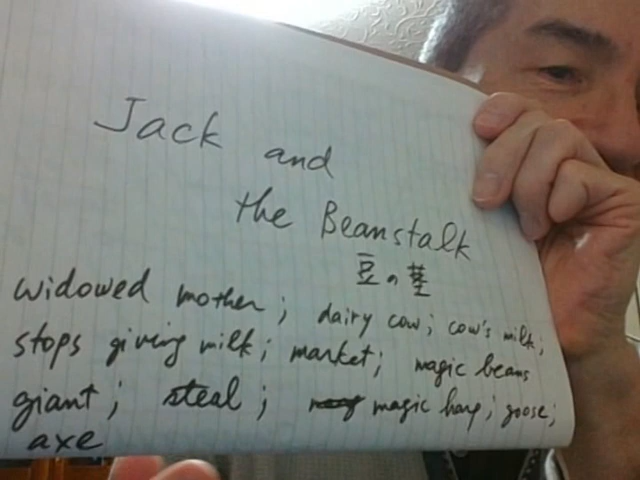 Jack and
the Beanstalk
豆の茎
widowed mother; dairy cow; cow's milk;
stops giving milk; market; magic beans
giant; steal; magic harp; goose;
axe